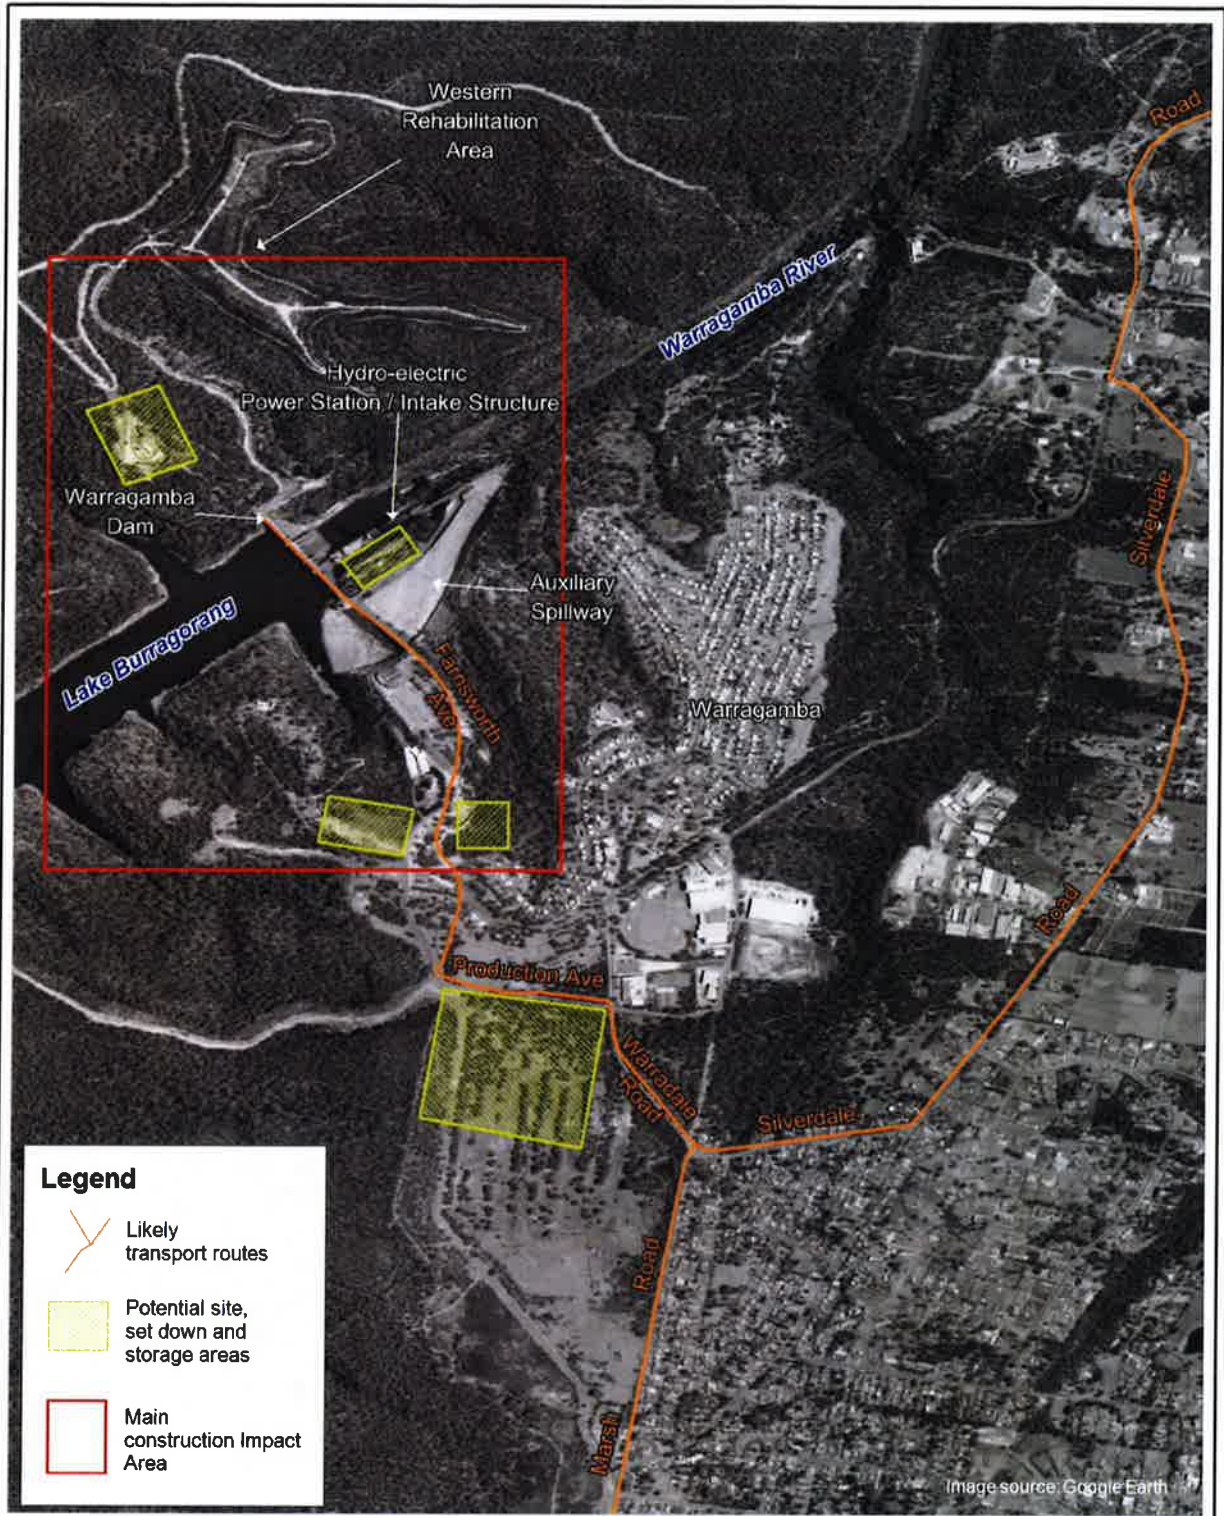 Western
Rehabilitation
Area
Road
Warragamba River
Hydro-electric
Power Station / Intake Structure
Warragamba
Dam
Silverdale
Auxiliary
Spillway
Lake Burragorang
Farnsworth
Ave
Warragamba
Road
Production Ave
Warradale
Road
Silverdale
Road
Marsh
Legend
Likely
transport routes
Potential site,
set down and
storage areas
Main
construction Impact
Area
Image source: Google Earth